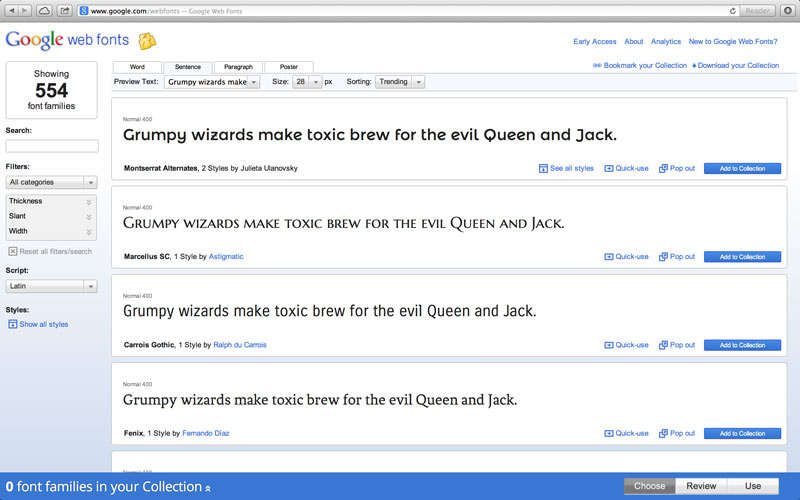 www.google.com/webfonts — Google Web Fonts
Reader
Google web fonts
Early Access About Analytics New to Google Web Fonts?
Bookmark your Collection Download your Collection
Showing
554
font families
Search:
Filters:
All categories
Thickness
Slant
Width
Reset all filters/search
Script:
Latin
Styles:
Show all styles
Word Sentence Paragraph Poster
Preview Text: Grumpy wizards make Size: 28 px Sorting: Trending
Normal 400
Grumpy wizards make toxic brew for the evil Queen and Jack.
Montserrat Alternates, 2 Styles by Julieta Ulanovsky See all styles Quick-use Pop out Add to Collection
Normal 400
Grumpy wizards make toxic brew for the evil Queen and Jack.
Marcellus SC, 1 Style by Astigmatic Quick-use Pop out Add to Collection
Normal 400
Grumpy wizards make toxic brew for the evil Queen and Jack.
Carrois Gothic, 1 Style by Ralph du Carrois Quick-use Pop out Add to Collection
Normal 400
Grumpy wizards make toxic brew for the evil Queen and Jack.
Fenix, 1 Style by Fernando Díaz Quick-use Pop out Add to Collection
Normal 400
0 font families in your Collection Choose Review Use